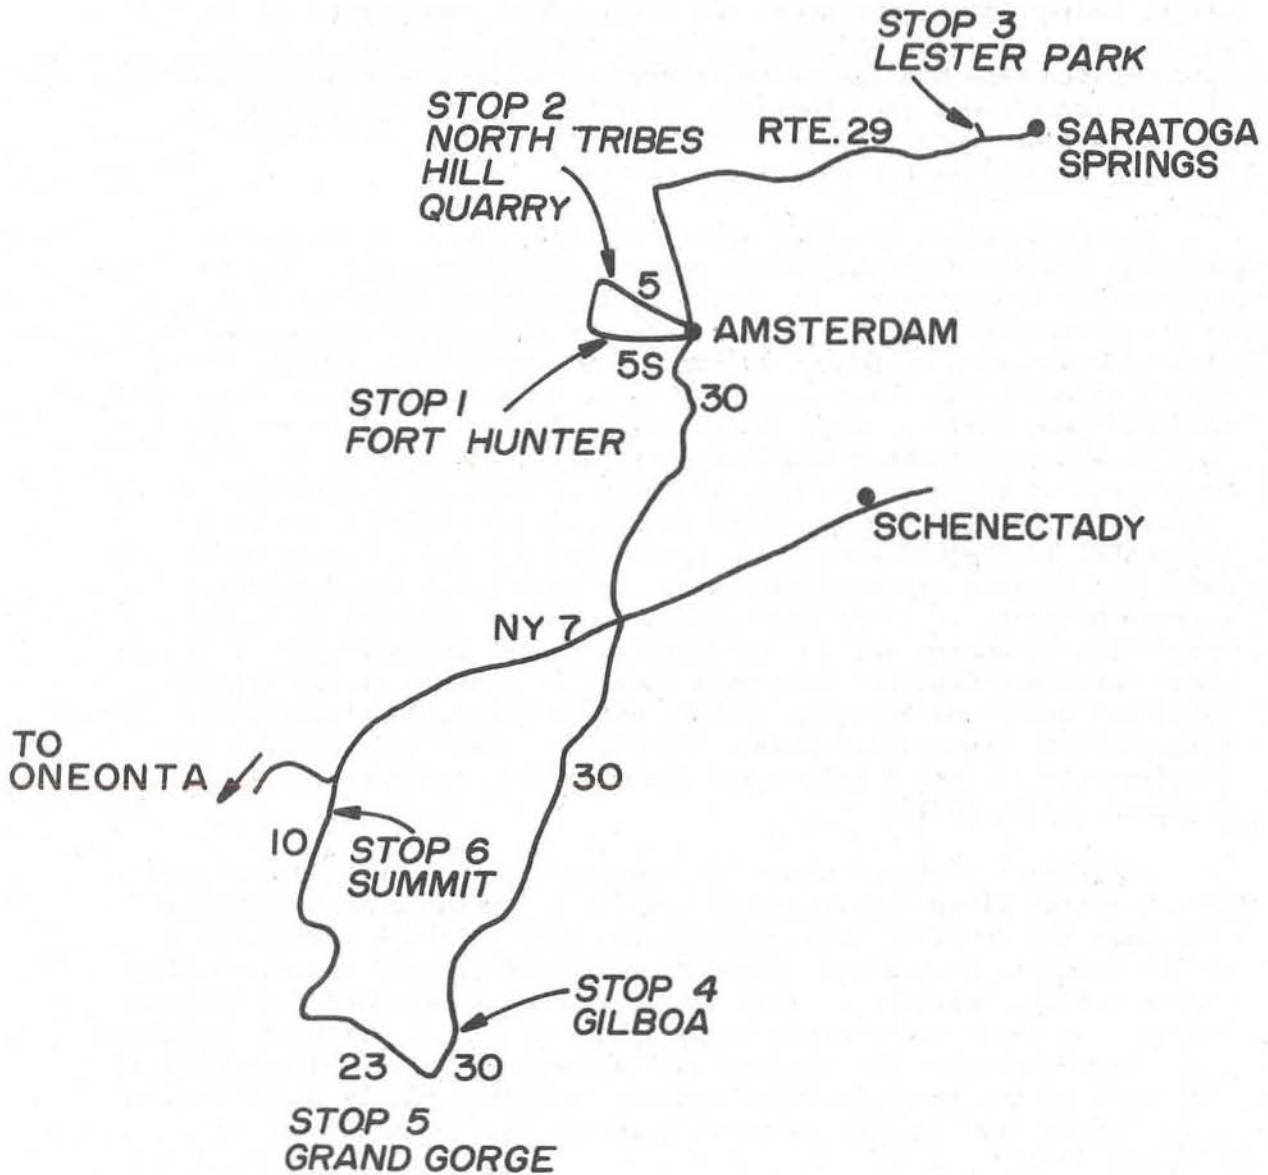 STOP 3
LESTER PARK
STOP 2
NORTH TRIBES
HILL
QUARRY
RTE. 29
SARATOGA
SPRINGS
5
AMSTERDAM
5S
30
STOP 1
FORT HUNTER
SCHENECTADY
NY 7
TO
ONEONTA
30
10
STOP 6
SUMMIT
STOP 4
GILBOA
23
30
STOP 5
GRAND GORGE